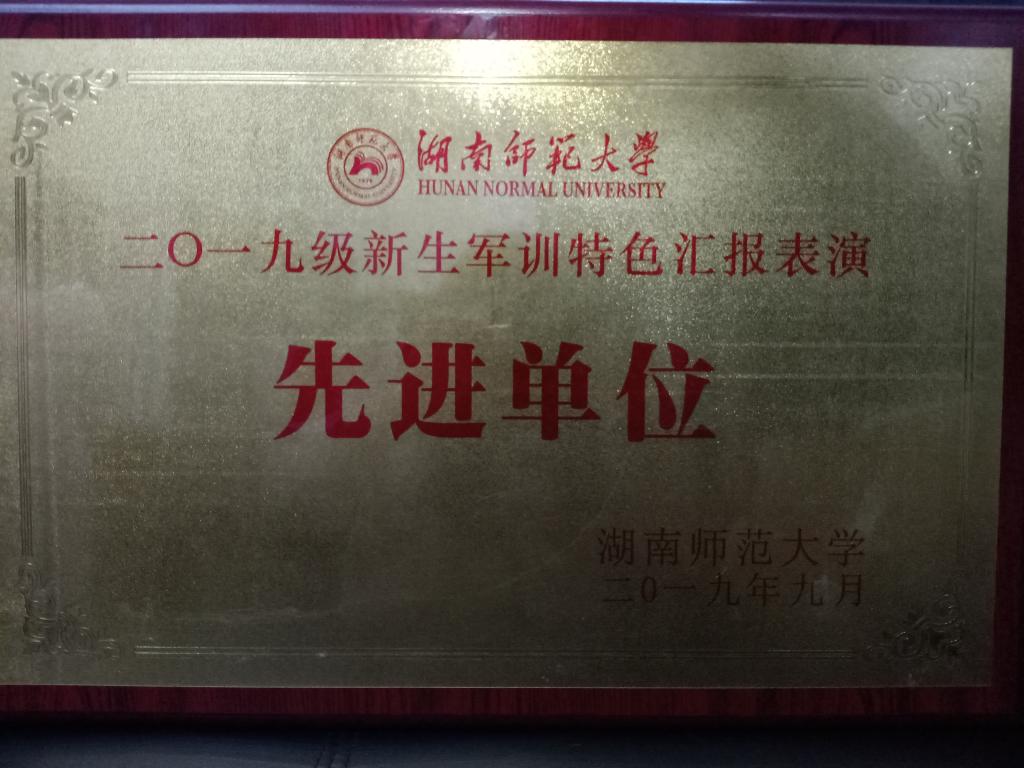 湖南师范大學
HUNAN NORMAL UNIVERSITY
二〇一九级新生军训特色汇报表演
先进单位
湖南师范大学
二0一九年九月